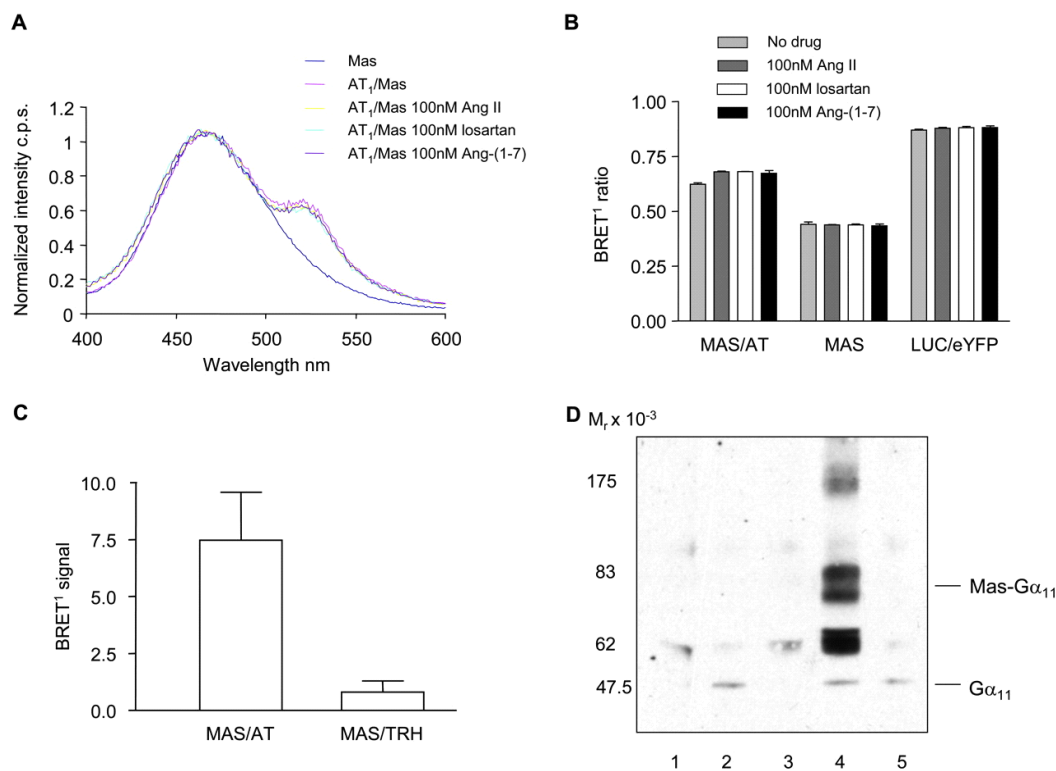 A
Mas
AT₁/Mas
AT₁/Mas 100nM Ang II
AT₁/Mas 100nM losartan
AT₁/Mas 100nM Ang-(1-7)
Normalized intensity c.p.s.
1.2
1
0.8
0.6
0.4
0.2
0
400 450 500 550 600
Wavelength nm
B
No drug
100nM Ang II
100nM losartan
100nM Ang-(1-7)
BRET¹ ratio
1.00
0.75
0.50
0.25
0.00
MAS/AT MAS LUC/eYFP
C
BRET¹ signal
10.0
7.5
5.0
2.5
0.0
MAS/AT MAS/TRH
D
Mᵣ x 10⁻³
175
83
62
47.5
Mas-Gα₁₁
Gα₁₁
1 2 3 4 5